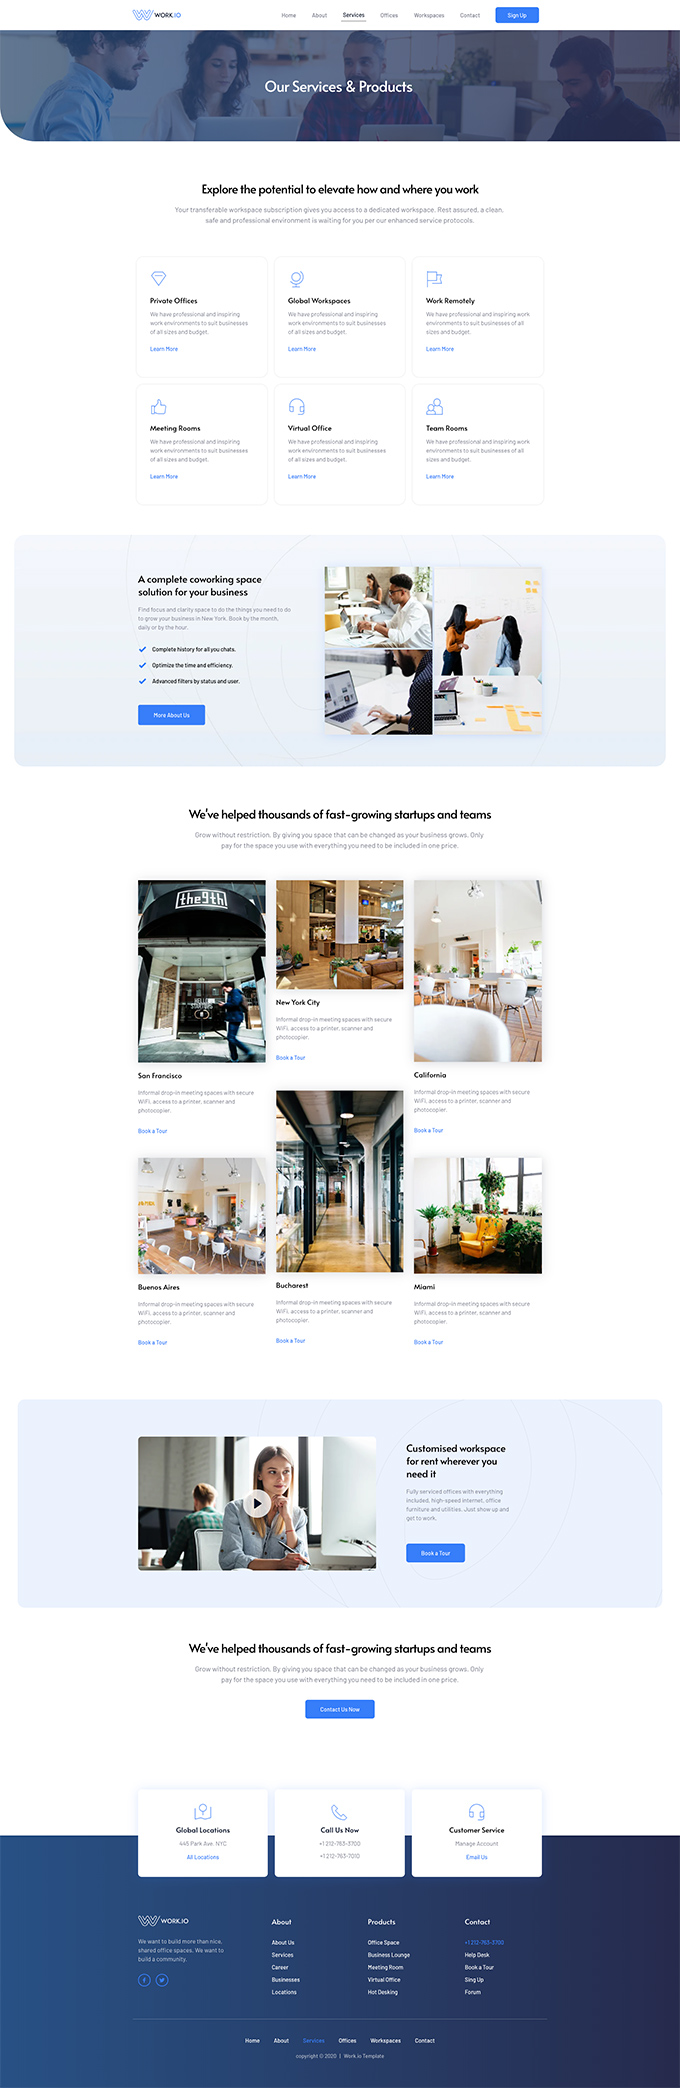 WORK.IO
Home About Services Offices Workspaces Contact Sign Up
Our Services & Products
Explore the potential to elevate how and where you work
Your transferable workspace subscription gives you access to a dedicated workspace. Rest assured, a clean,
safe and professional environment is waiting for you per our enhanced service protocols.
Private Offices
We have professional and inspiring
work environments to suit businesses
of all sizes and budget.
Learn More
Global Workspaces
We have professional and inspiring
work environments to suit businesses
of all sizes and budget.
Learn More
Work Remotely
We have professional and inspiring work
environments to suit businesses of all
sizes and budget.
Learn More
Meeting Rooms
We have professional and inspiring
work environments to suit businesses
of all sizes and budget.
Learn More
Virtual Office
We have professional and inspiring
work environments to suit businesses
of all sizes and budget.
Learn More
Team Rooms
We have professional and inspiring work
environments to suit businesses of all
sizes and budget.
Learn More
A complete coworking space
solution for your business
Find focus and clarity space to do the things you need to do
to grow your business in New York. Book by the month,
daily or by the hour.
Complete history for all you chats.
Optimize the time and efficiency.
Advanced filters by status and user.
More About Us
We've helped thousands of fast-growing startups and teams
Grow without restriction. By giving you space that can be changed as your business grows. Only
pay for the space you use with everything you need to be included in one price.
the9th
San Francisco
Informal drop-in meeting spaces with secure
WiFi, access to a printer, scanner and
photocopier.
Book a Tour
New York City
Informal drop-in meeting spaces with secure
WiFi, access to a printer, scanner and
photocopier.
Book a Tour
California
Informal drop-in meeting spaces with secure
WiFi, access to a printer, scanner and
photocopier.
Book a Tour
Buenos Aires
Informal drop-in meeting spaces with secure
WiFi, access to a printer, scanner and
photocopier.
Book a Tour
Bucharest
Informal drop-in meeting spaces with secure
WiFi, access to a printer, scanner and
photocopier.
Book a Tour
Miami
Informal drop-in meeting spaces with secure
WiFi, access to a printer, scanner and
photocopier.
Book a Tour
Customised workspace
for rent wherever you
need it
Fully serviced offices with everything
included, high-speed internet, office
furniture and utilities. Just show up and
get to work.
Book a Tour
We've helped thousands of fast-growing startups and teams
Grow without restriction. By giving you space that can be changed as your business grows. Only
pay for the space you use with everything you need to be included in one price.
Contact Us Now
Global Locations
445 Park Ave. NYC
All Locations
Call Us Now
+1 212-763-3700
+1 212-763-7010
Customer Service
Manage Account
Email Us
WORK.IO
We want to build more than nice,
shared office spaces. We want to
build a community.
About
About Us
Services
Career
Businesses
Locations
Products
Office Space
Business Lounge
Meeting Room
Virtual Office
Hot Desking
Contact
+1 212-763-3700
Help Desk
Book a Tour
Sing Up
Forum
Home About Services Offices Workspaces Contact
copyright © 2020 | Work.io Template